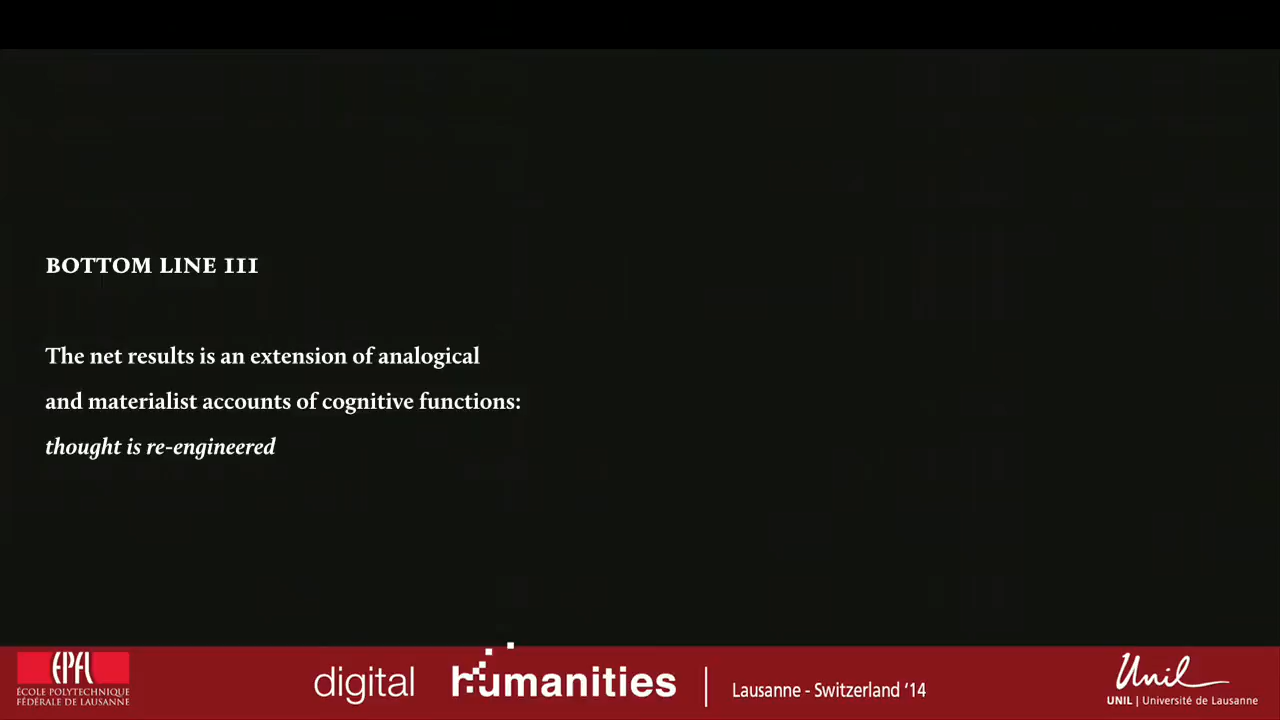 BOTTOM LINE III
The net results is an extension of analogical
and materialist accounts of cognitive functions:
thought is re-engineered
EPFL
ÉCOLE POLYTECHNIQUE
FÉDÉRALE DE LAUSANNE
digital humanities | Lausanne - Switzerland '14
Unil
UNIL | Université de Lausanne